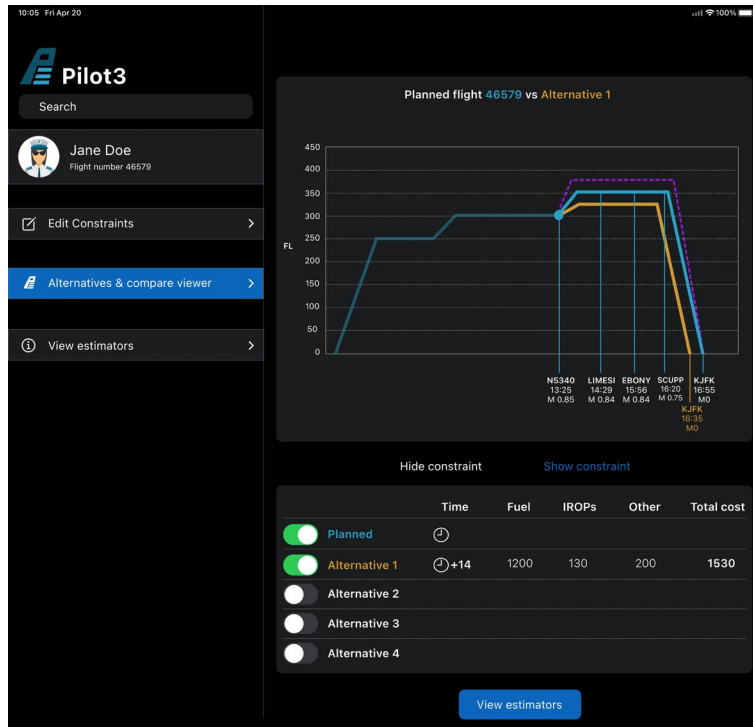 10:05 Fri Apr 20
100%
Pilot3
Search
Jane Doe
Flight number 46579
Edit Constraints
Alternatives & compare viewer
View estimators
Planned flight 46579 vs Alternative 1
450
400
350
300
250
FL
200
150
100
50
0
N5340 LIMESI EBONY SCUPP KJFK
13:25 14:29 15:56 16:20 16:55
M 0.85 M 0.84 M 0.84 M 0.75 M0
KJFK
16:35
M0
Hide constraint Show constraint
Time Fuel IROPs Other Total cost
Planned
Alternative 1 +14 1200 130 200 1530
Alternative 2
Alternative 3
Alternative 4
View estimators